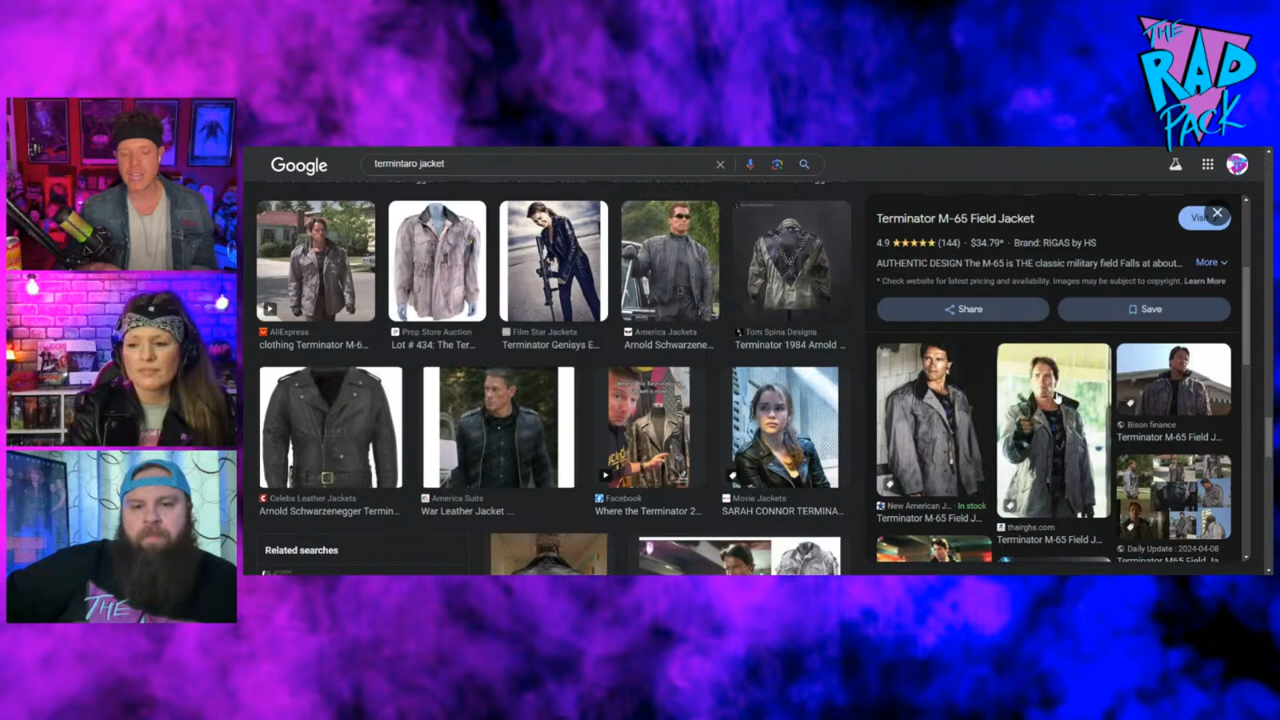 THE
RAD
PACK
Google
termintaro jacket
Terminator M-65 Field Jacket
Visit
4.9 ★★★★★ (144) · $34.79* · Brand: RIGAS by HS
AUTHENTIC DESIGN The M-65 is THE classic military field Falls at about...
More
* Check website for latest pricing and availability. Images may be subject to copyright. Learn More
Share
Save
AliExpress
clothing Terminator M-6...
Prop Store Auction
Lot # 434: The Ter...
Film Star Jackets
Terminator Genisys E...
America Jackets
Arnold Schwarzene...
Tom Spina Designs
Terminator 1984 Arnold ...
Celebs Leather Jackets
Arnold Schwarzenegger Termin...
America Suits
War Leather Jacket ...
Facebook
Where the Terminator 2...
Movie Jackets
SARAH CONNOR TERMINA...
New American J... · In stock
Terminator M-65 Field J...
thairghs.com
Terminator M-65 Field J...
Bison finance
Terminator M-65 Field J...
Daily Update : 2024-04-08
Terminator M-65 Field Ja
Related searches
THE